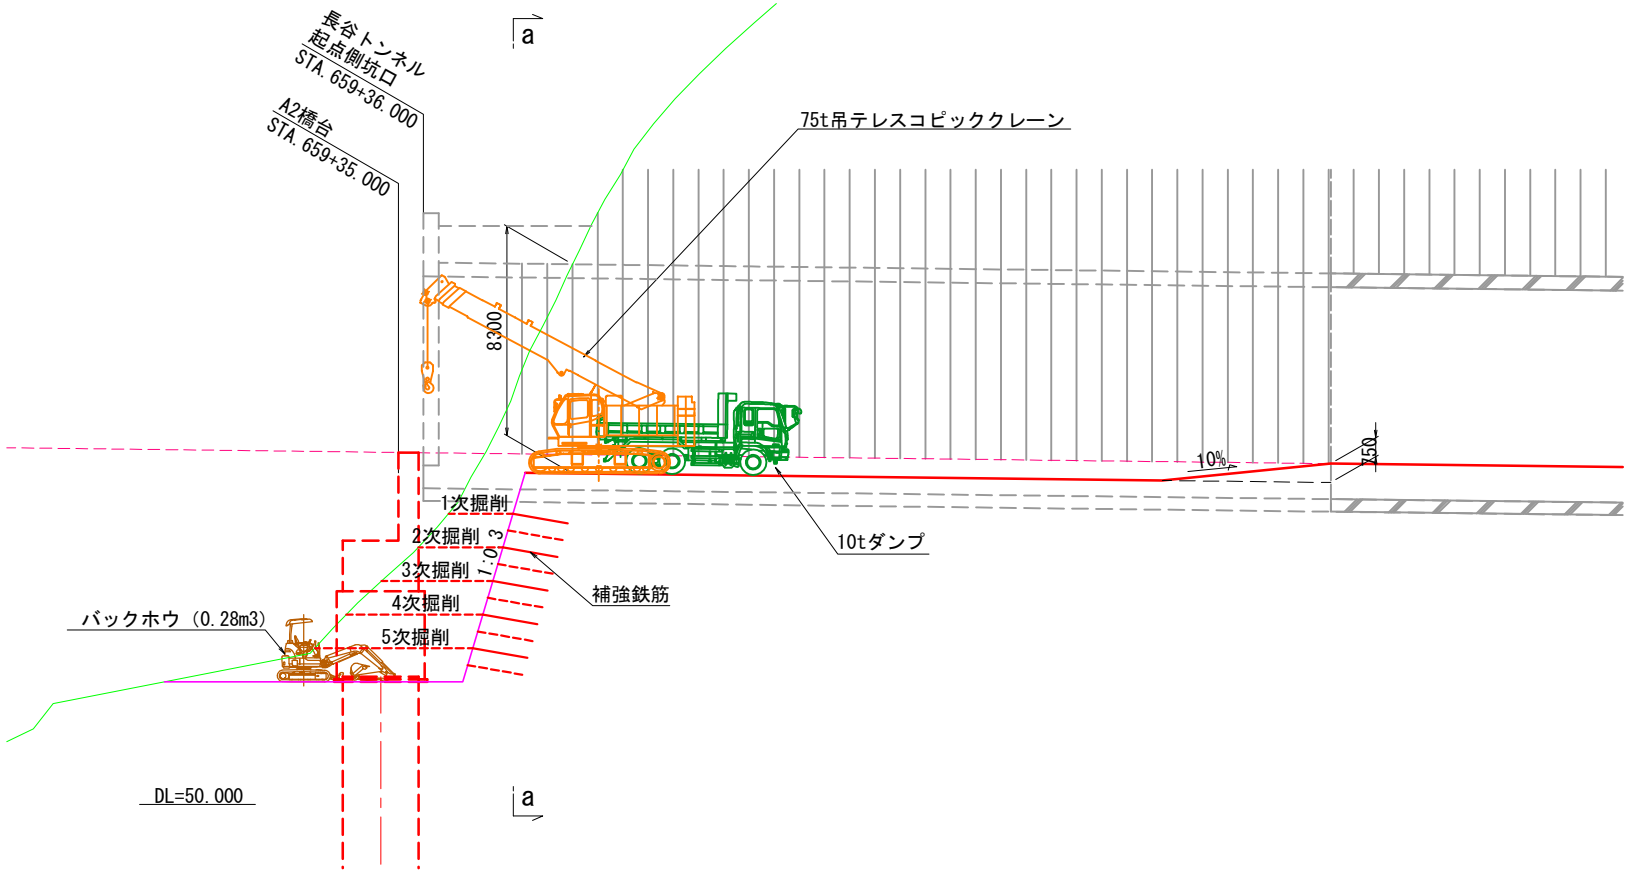 長谷トンネル
起点側坑口
STA. 659+36.000
A2橋台
STA. 659+35.000
a
75t吊テレスコピッククレーン
8300
10%
750
1次掘削
2次掘削
3次掘削
4次掘削
5次掘削
1:0.3
10tダンプ
補強鉄筋
バックホウ (0.28m3)
DL=50.000
a